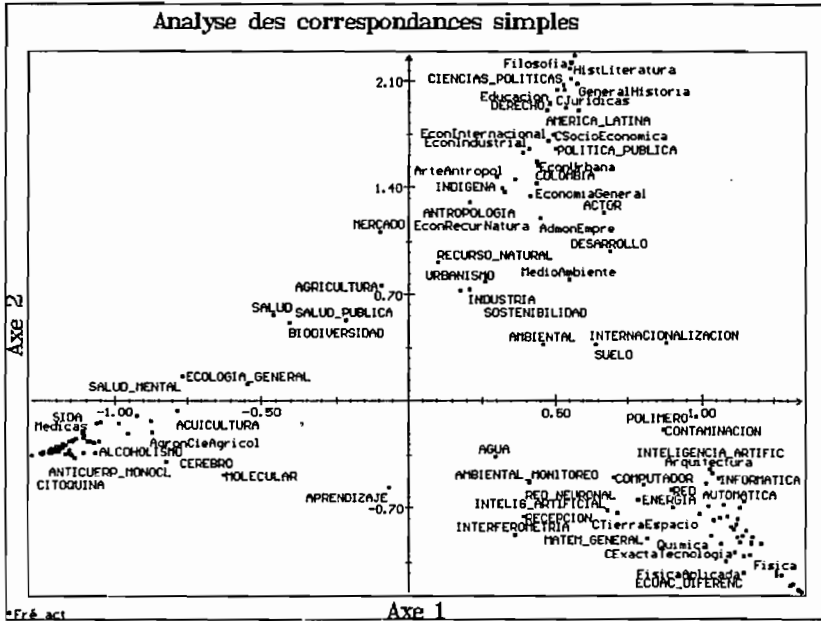 Analyse des correspondances simples
Filosofia
HistLiteratura
2.10
CIENCIAS_POLITICAS
GeneralHistoria
Educacion
CJuridicas
DERECHO
AMERICA_LATINA
EconInternacional
CSocioEconomica
EconIndustrial
POLITICA_PUBLICA
EconUrbana
ArteAntropol
COLOMBIA
1.40
INDIGENA
EconomiaGeneral
ACTOR
ANTROPOLOGIA
MERCADO
EconRecurNatura
AdmonEmpre
DESARROLLO
RECURSO_NATURAL
URBANISMO
MedioAmbiente
AGRICULTURA
0.70
INDUSTRIA
SALUD
SALUD_PUBLICA
SOSTENIBILIDAD
BIODIVERSIDAD
AMBIENTAL
INTERNACIONALIZACION
SUELO
Axe 2
ECOLOGIA_GENERAL
SALUD_MENTAL
-1.00
-0.50
0.50
1.00
SIDA
Medicas
ACUICULTURA
POLIMERO
CONTAMINACION
AgronCieAgricol
ALCOHOLISMO
AGUA
INTELIGENCIA_ARTIFIC
Arquitectura
ANTICUERP_MONOCL
CEREBRO
MOLECULAR
CITOQUINA
AMBIENTAL_MONITOREO
COMPUTADOR
INFORMATICA
APRENDIZAJE
RED_NEURONAL
RED
-0.70
INTELIG_ARTIFICIAL
ENERGIA
AUTOMATICA
RECEPCION
CTierraEspacio
INTERFEROMETRIA
MATEM_GENERAL
Quimica
CExactaTecnologia
Fisica
FisicaAplicada
ECUAC_DIFERENC
Fré act
Axe 1